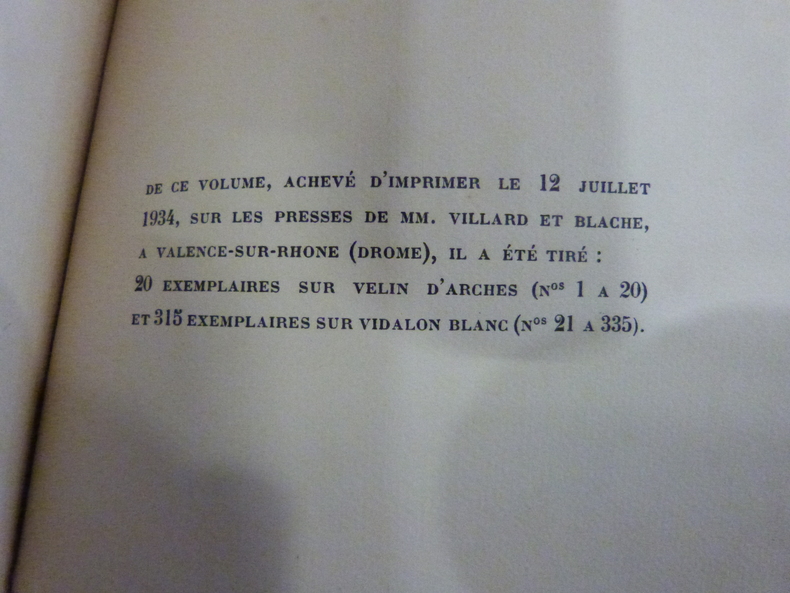 DE CE VOLUME, ACHEVÉ D'IMPRIMER LE 12 JUILLET
1934, SUR LES PRESSES DE MM. VILLARD ET BLACHE,
A VALENCE-SUR-RHONE (DROME), IL A ÉTÉ TIRÉ :
20 EXEMPLAIRES SUR VELIN D'ARCHES (Nos 1 A 20)
ET 315 EXEMPLAIRES SUR VIDALON BLANC (Nos 21 A 335).